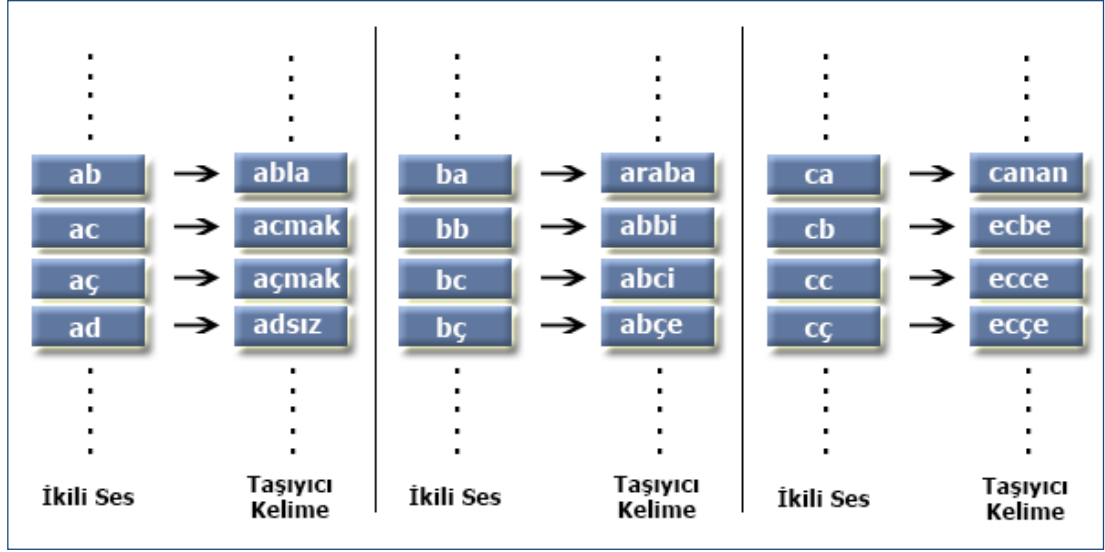 ab → abla
ac → acmak
aç → açmak
ad → adsız
İkili Ses
Taşıyıcı
Kelime
ba → araba
bb → abbi
bc → abci
bç → abçe
İkili Ses
Taşıyıcı
Kelime
ca → canan
cb → ecbe
cc → ecce
cç → ecçe
İkili Ses
Taşıyıcı
Kelime